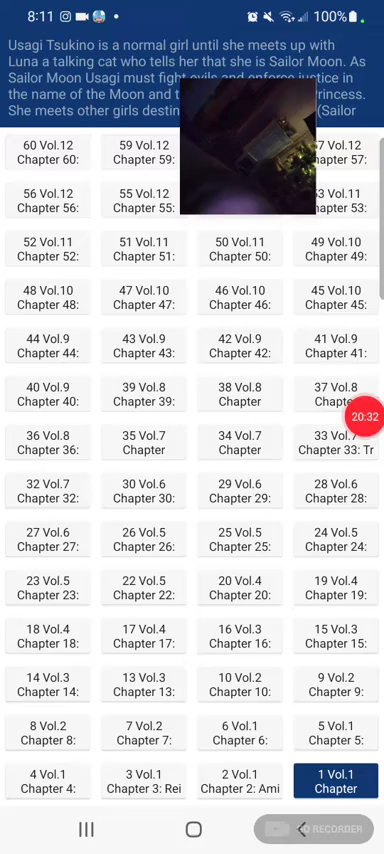 8:11 100%
Usagi Tsukino is a normal girl until she meets up with
Luna a talking cat who tells her that she is Sailor Moon. As
Sailor Moon Usagi must fight evils and enforce justice in
the name of the Moon and t rincess.
She meets other girls destin (Sailor
60 Vol.12 59 Vol.12 7 Vol.12
Chapter 60: Chapter 59: hapter 57:
56 Vol.12 55 Vol.12 53 Vol.11
Chapter 56: Chapter 55: hapter 53:
52 Vol.11 51 Vol.11 50 Vol.11 49 Vol.10
Chapter 52: Chapter 51: Chapter 50: Chapter 49:
48 Vol.10 47 Vol.10 46 Vol.10 45 Vol.10
Chapter 48: Chapter 47: Chapter 46: Chapter 45:
44 Vol.9 43 Vol.9 42 Vol.9 41 Vol.9
Chapter 44: Chapter 43: Chapter 42: Chapter 41:
40 Vol.9 39 Vol.8 38 Vol.8 37 Vol.8
Chapter 40: Chapter 39: Chapter Chapte
20:32
36 Vol.8 35 Vol.7 34 Vol.7 33 Vol.7
Chapter 36: Chapter Chapter Chapter 33: Tr
32 Vol.7 30 Vol.6 29 Vol.6 28 Vol.6
Chapter 32: Chapter 30: Chapter 29: Chapter 28:
27 Vol.6 26 Vol.5 25 Vol.5 24 Vol.5
Chapter 27: Chapter 26: Chapter 25: Chapter 24:
23 Vol.5 22 Vol.5 20 Vol.4 19 Vol.4
Chapter 23: Chapter 22: Chapter 20: Chapter 19:
18 Vol.4 17 Vol.4 16 Vol.3 15 Vol.3
Chapter 18: Chapter 17: Chapter 16: Chapter 15:
14 Vol.3 13 Vol.3 10 Vol.2 9 Vol.2
Chapter 14: Chapter 13: Chapter 10: Chapter 9:
8 Vol.2 7 Vol.2 6 Vol.1 5 Vol.1
Chapter 8: Chapter 7: Chapter 6: Chapter 5:
4 Vol.1 3 Vol.1 2 Vol.1 1 Vol.1
Chapter 4: Chapter 3: Rei Chapter 2: Ami Chapter
RECORDER